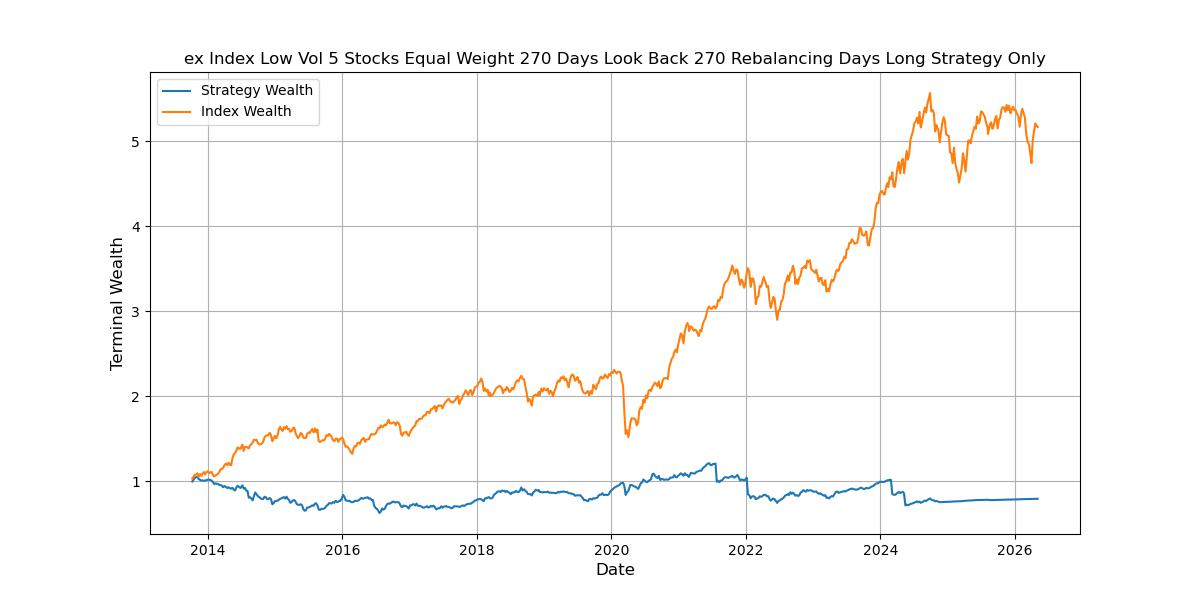 ex Index Low Vol 5 Stocks Equal Weight 270 Days Look Back 270 Rebalancing Days Long Strategy Only
Strategy Wealth
Index Wealth
Terminal Wealth
5
4
3
2
1
2014 2016 2018 2020 2022 2024 2026
Date